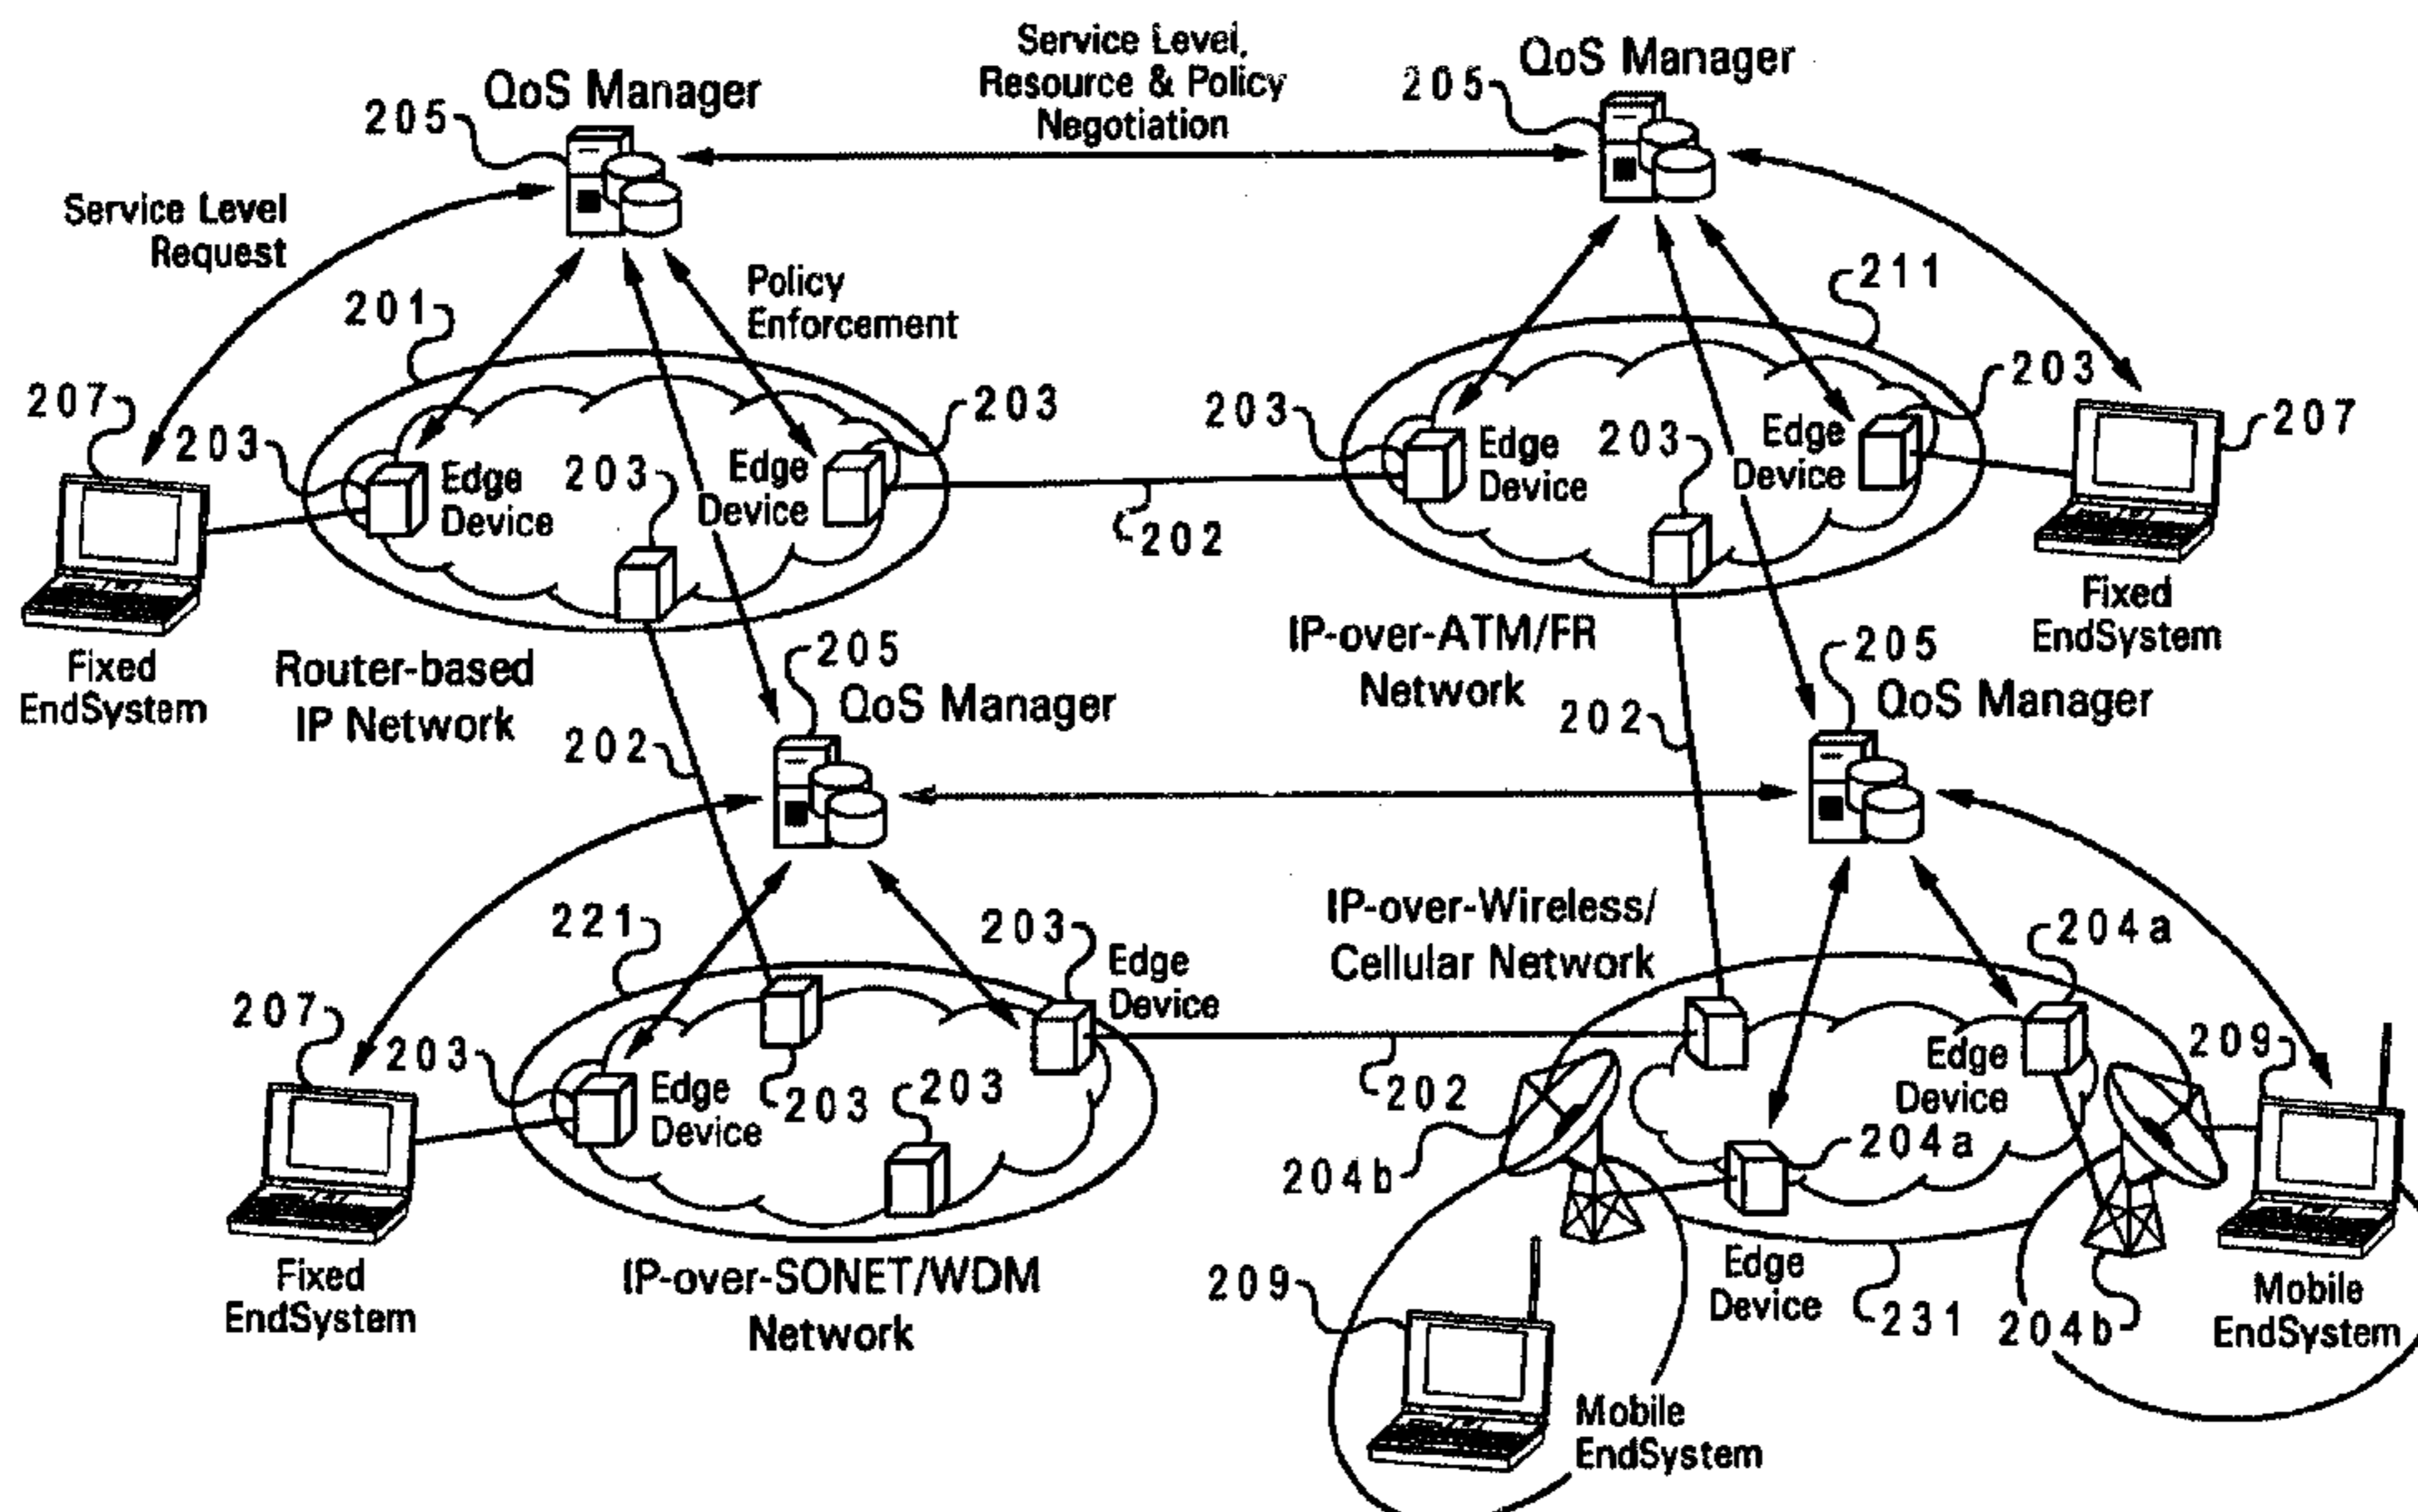 Service Level,
Resource & Policy
Negotiation
QoS Manager
205
QoS Manager
205
Service Level
Request
Policy
Enforcement
201
211
207
203
Edge
Device
203
Edge
Device
203
202
203
Edge
Device
203
Edge
Device
203
207
Fixed
EndSystem
Router-based
IP Network
IP-over-ATM/FR
Network
Fixed
EndSystem
205
QoS Manager
205
QoS Manager
202
202
221
203
Edge
Device
IP-over-Wireless/
Cellular Network
204a
207
203
Edge
Device
203
203
202
Edge
Device
209
204b
204a
Fixed
EndSystem
IP-over-SONET/WDM
Network
209
Edge
Device
231
204b
Mobile
EndSystem
Mobile
EndSystem